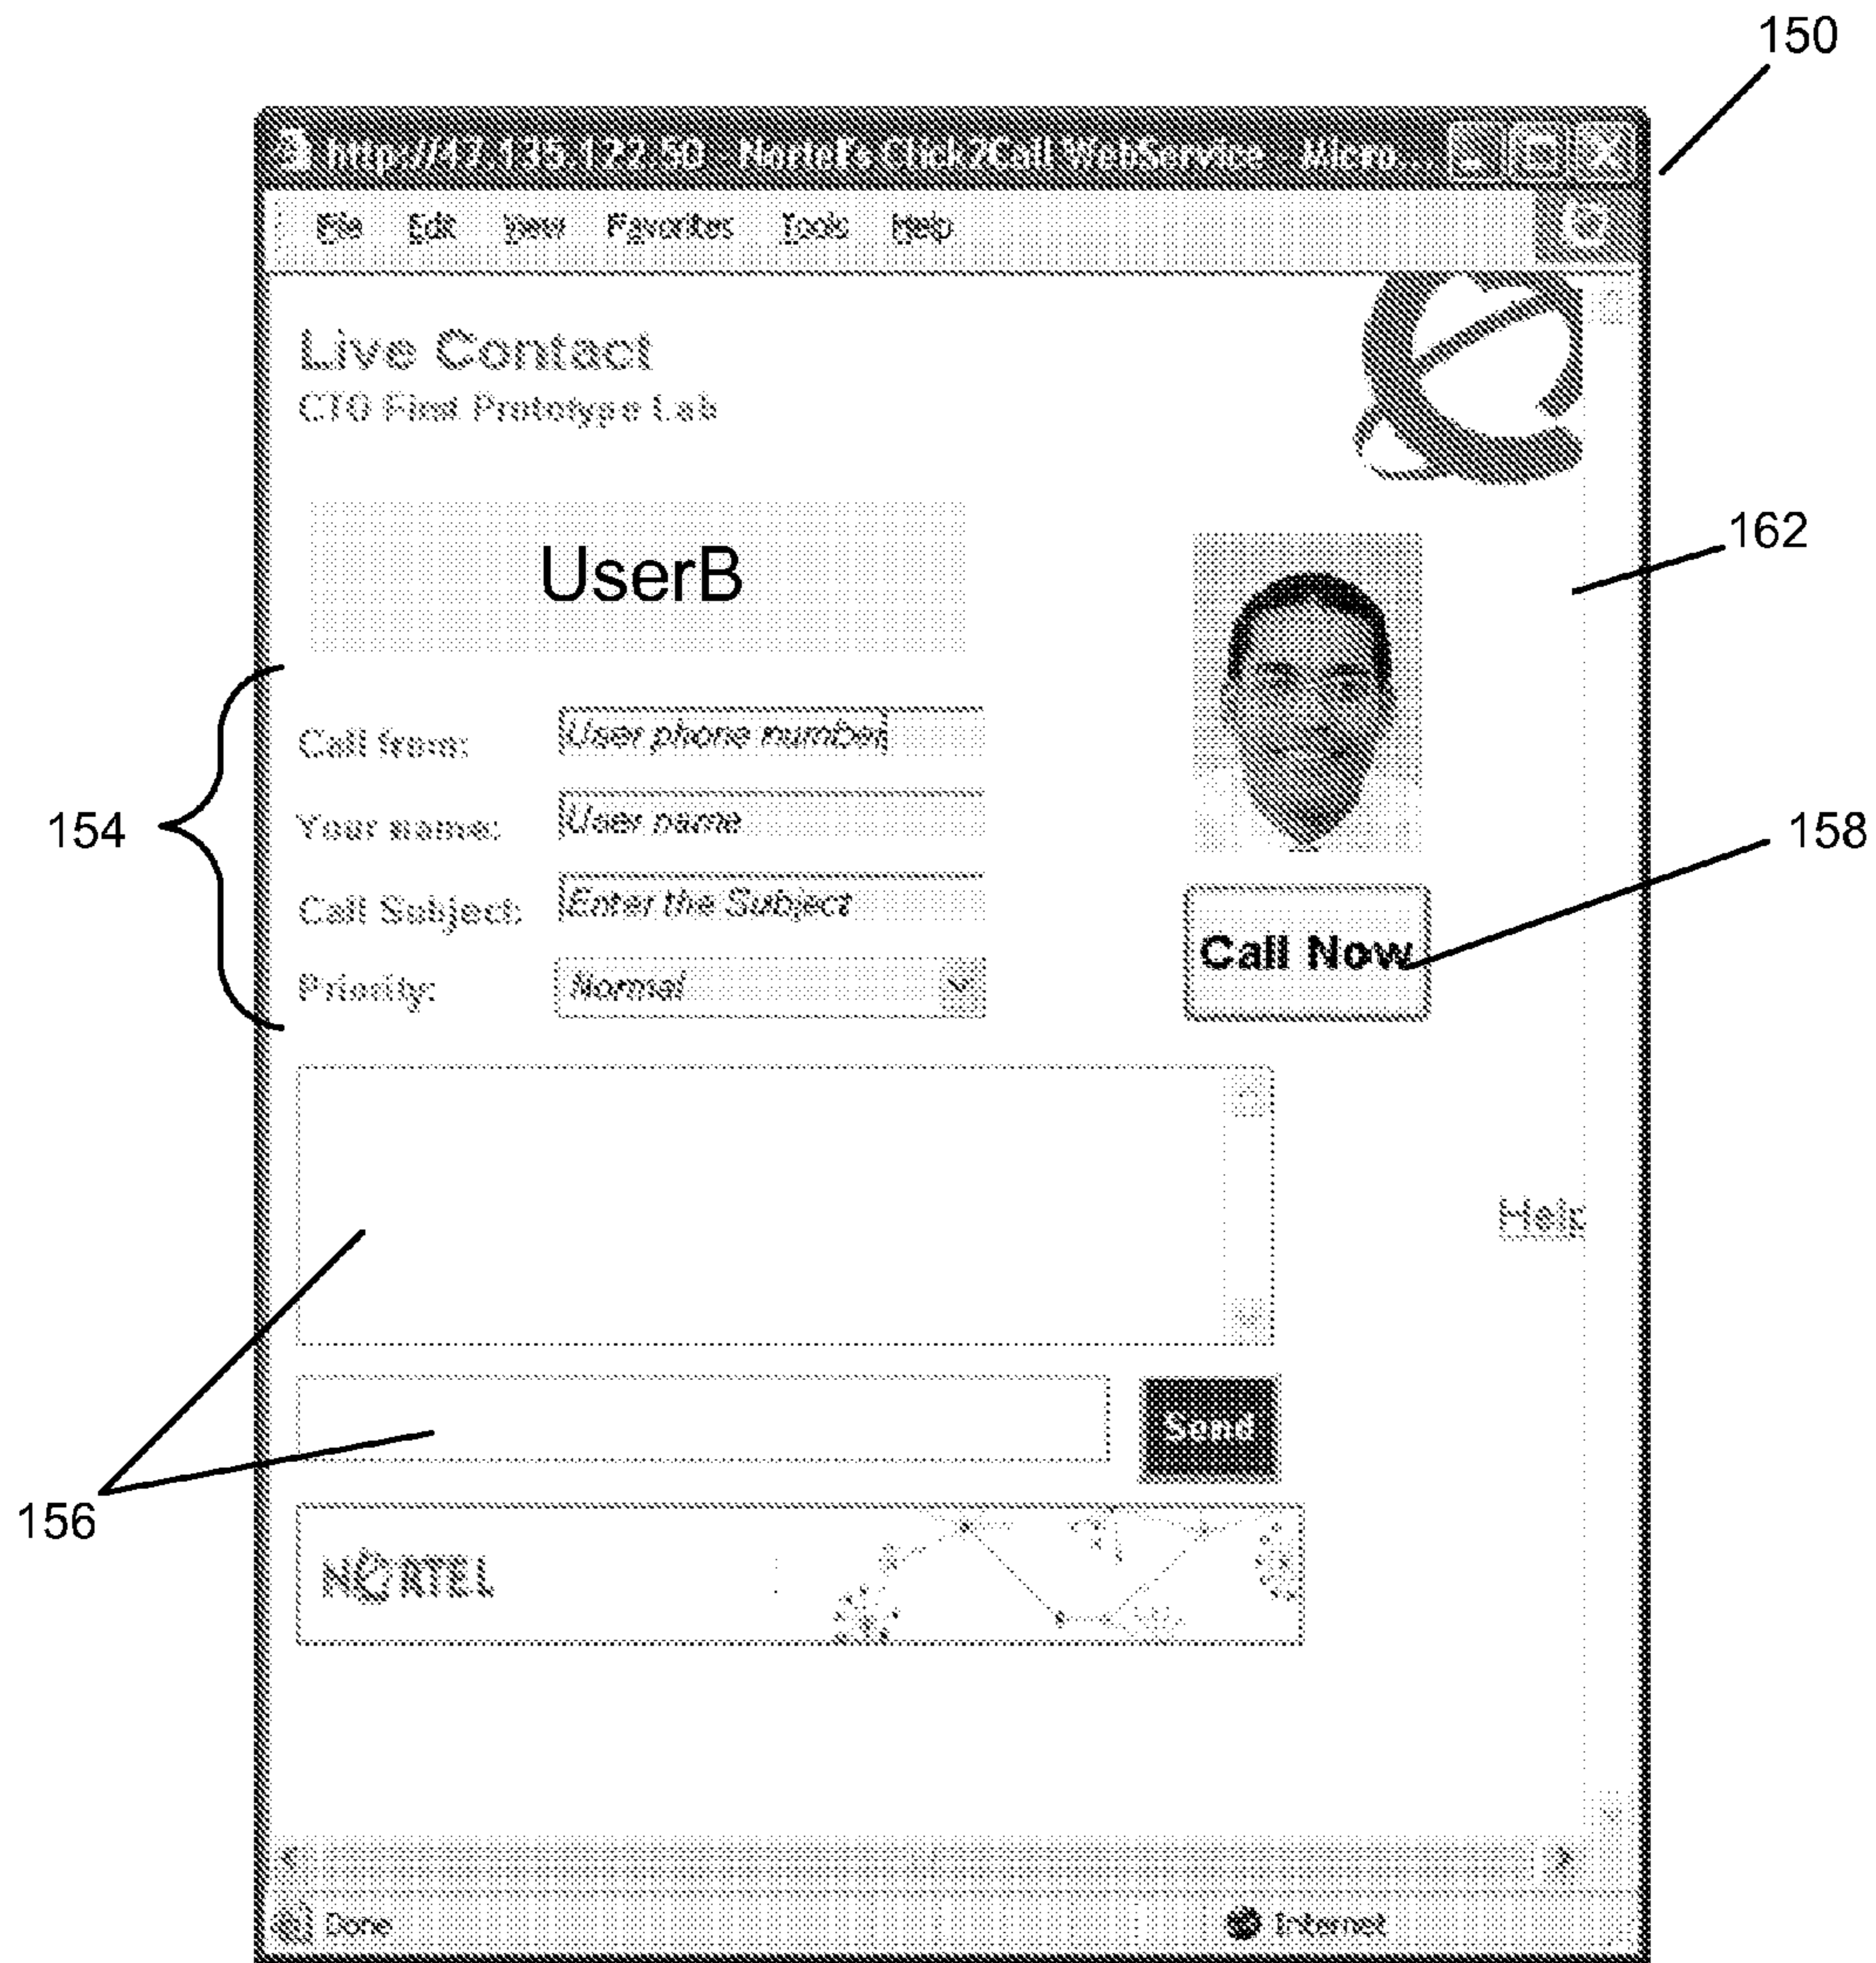 150
http://47.135.122.50 - Nortel's Click2Call WebService - Micro...
File Edit View Favorites Tools Help
Live Contact
CTO First Prototype Lab
UserB
162
154
Call from: User phone number
Your name: User name
Call Subject: Enter the Subject
Priority: Normal
158
Call Now
Help
Send
156
NORTEL
Done
Internet